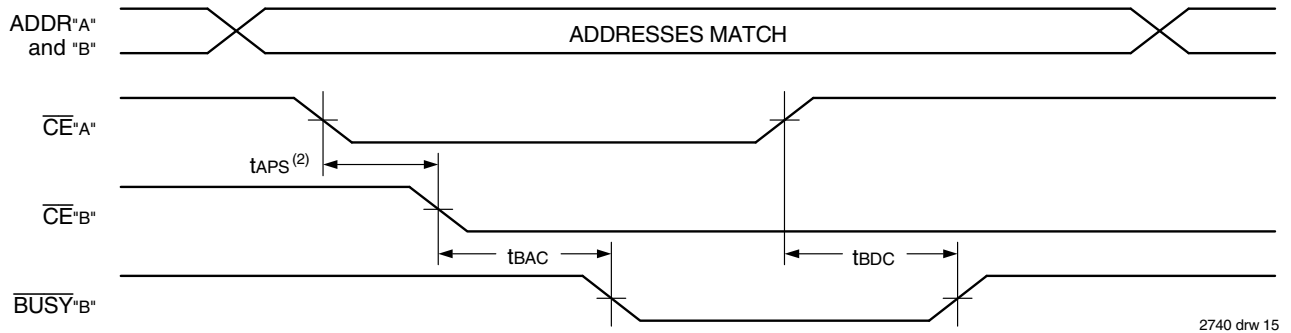 ADDR"A"
and "B"
ADDRESSES MATCH
CE"A"
tAPS(2)
CE"B"
tBAC
tBDC
BUSY"B"
2740 drw 15